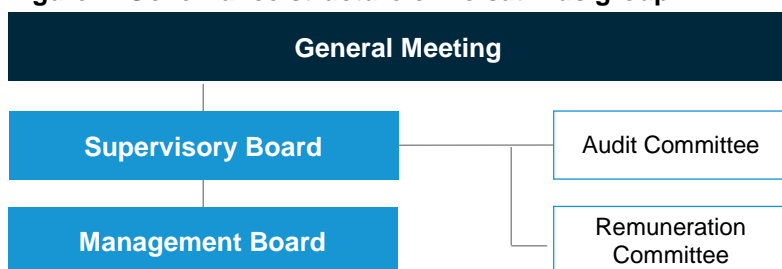 General Meeting
Supervisory Board
Audit Committee
Management Board
Remuneration
Committee